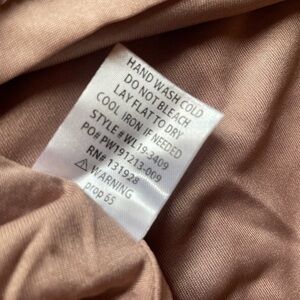 HAND WASH COLD
DO NOT BLEACH
LAY FLAT TO DRY
COOL IRON IF NEEDED
STYLE # WL19-3409
PO# PW191213-009
RN# 131928
⚠ WARNING
prop 65